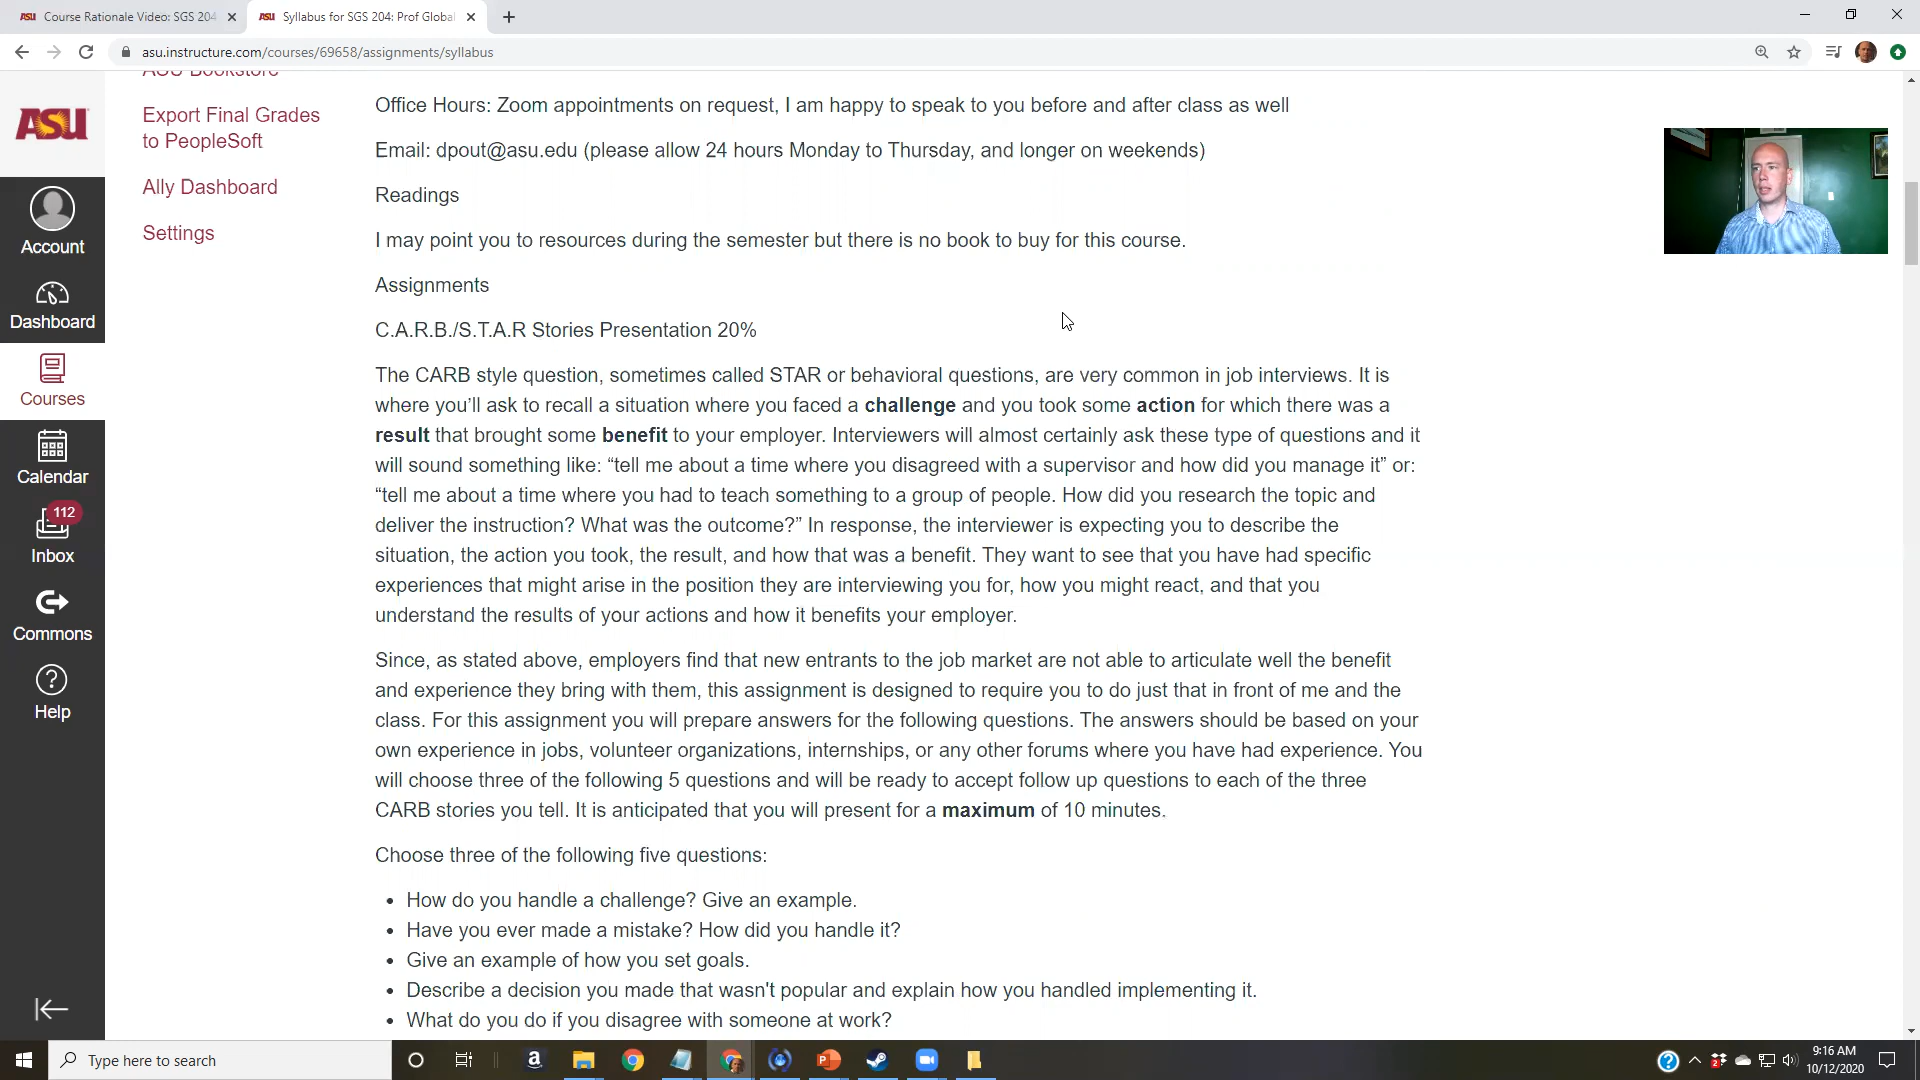 Course Rationale Video: SGS 204
Syllabus for SGS 204: Prof Global
asu.instructure.com/courses/69658/assignments/syllabus
ASU Bookstore
Export Final Grades
to PeopleSoft
Ally Dashboard
Settings
ASU
Account
Dashboard
Courses
Calendar
112
Inbox
Commons
Help
Office Hours: Zoom appointments on request, I am happy to speak to you before and after class as well
Email: dpout@asu.edu (please allow 24 hours Monday to Thursday, and longer on weekends)
Readings
I may point you to resources during the semester but there is no book to buy for this course.
Assignments
C.A.R.B./S.T.A.R Stories Presentation 20%
The CARB style question, sometimes called STAR or behavioral questions, are very common in job interviews. It is
where you’ll ask to recall a situation where you faced a challenge and you took some action for which there was a
result that brought some benefit to your employer. Interviewers will almost certainly ask these type of questions and it
will sound something like: “tell me about a time where you disagreed with a supervisor and how did you manage it” or:
“tell me about a time where you had to teach something to a group of people. How did you research the topic and
deliver the instruction? What was the outcome?” In response, the interviewer is expecting you to describe the
situation, the action you took, the result, and how that was a benefit. They want to see that you have had specific
experiences that might arise in the position they are interviewing you for, how you might react, and that you
understand the results of your actions and how it benefits your employer.
Since, as stated above, employers find that new entrants to the job market are not able to articulate well the benefit
and experience they bring with them, this assignment is designed to require you to do just that in front of me and the
class. For this assignment you will prepare answers for the following questions. The answers should be based on your
own experience in jobs, volunteer organizations, internships, or any other forums where you have had experience. You
will choose three of the following 5 questions and will be ready to accept follow up questions to each of the three
CARB stories you tell. It is anticipated that you will present for a maximum of 10 minutes.
Choose three of the following five questions:
• How do you handle a challenge? Give an example.
• Have you ever made a mistake? How did you handle it?
• Give an example of how you set goals.
• Describe a decision you made that wasn't popular and explain how you handled implementing it.
• What do you do if you disagree with someone at work?
Type here to search
9:16 AM
10/12/2020